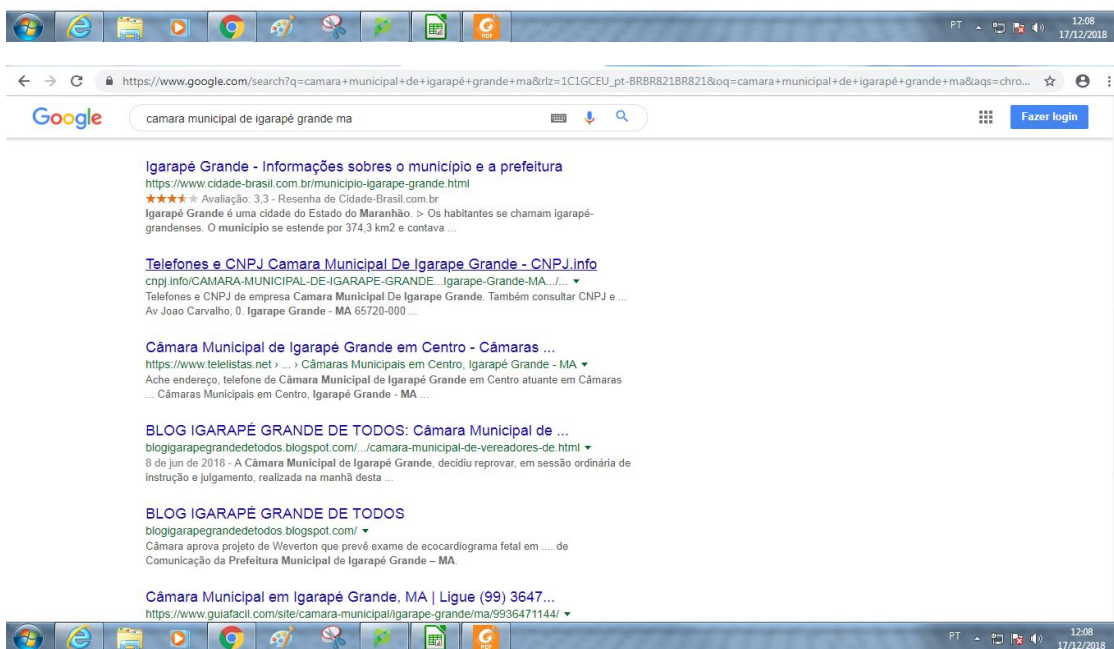 PT 12:08
17/12/2018
https://www.google.com/search?q=camara+municipal+de+igarapé+grande+ma&rlz=1C1GCEU_pt-BRBR821BR821&oq=camara+municipal+de+igarapé+grande+ma&aqs=chro...
Google camara municipal de igarapé grande ma Fazer login
Igarapé Grande - Informações sobre o município e a prefeitura
https://www.cidade-brasil.com.br/municipio-igarape-grande.html
Avaliação: 3,3 - Resenha de Cidade-Brasil.com.br
Igarapé Grande é uma cidade do Estado do Maranhão. > Os habitantes se chamam igarapé-
grandenses. O município se estende por 374,3 km2 e contava ...
Telefones e CNPJ Camara Municipal De Igarape Grande - CNPJ.info
cnpj.info/CAMARA-MUNICIPAL-DE-IGARAPE-GRANDE...Igarape-Grande-MA.../...
Telefones e CNPJ de empresa Camara Municipal De Igarape Grande. Também consultar CNPJ e ...
Av Joao Carvalho, 0. Igarape Grande - MA 65720-000 ...
Câmara Municipal de Igarapé Grande em Centro - Câmaras ...
https://www.telelistas.net › ... › Câmaras Municipais em Centro, Igarapé Grande - MA
Ache endereço, telefone de Câmara Municipal de Igarapé Grande em Centro atuante em Câmaras
... Câmaras Municipais em Centro, Igarapé Grande - MA ...
BLOG IGARAPÉ GRANDE DE TODOS: Câmara Municipal de ...
blogigarapegrandedetodos.blogspot.com/.../camara-municipal-de-vereadores-de.html
8 de jun de 2018 - A Câmara Municipal de Igarapé Grande, decidiu reprovar, em sessão ordinária de
instrução e julgamento, realizada na manhã desta ...
BLOG IGARAPÉ GRANDE DE TODOS
blogigarapegrandedetodos.blogspot.com/
Câmara aprova projeto de Weverton que prevê exame de ecocardiograma fetal em .... de
Comunicação da Prefeitura Municipal de Igarapé Grande – MA.
Câmara Municipal em Igarapé Grande, MA | Ligue (99) 3647...
https://www.guiafacil.com/site/camara-municipal/igarape-grande/ma/9936471144/
PT 12:08
17/12/2018